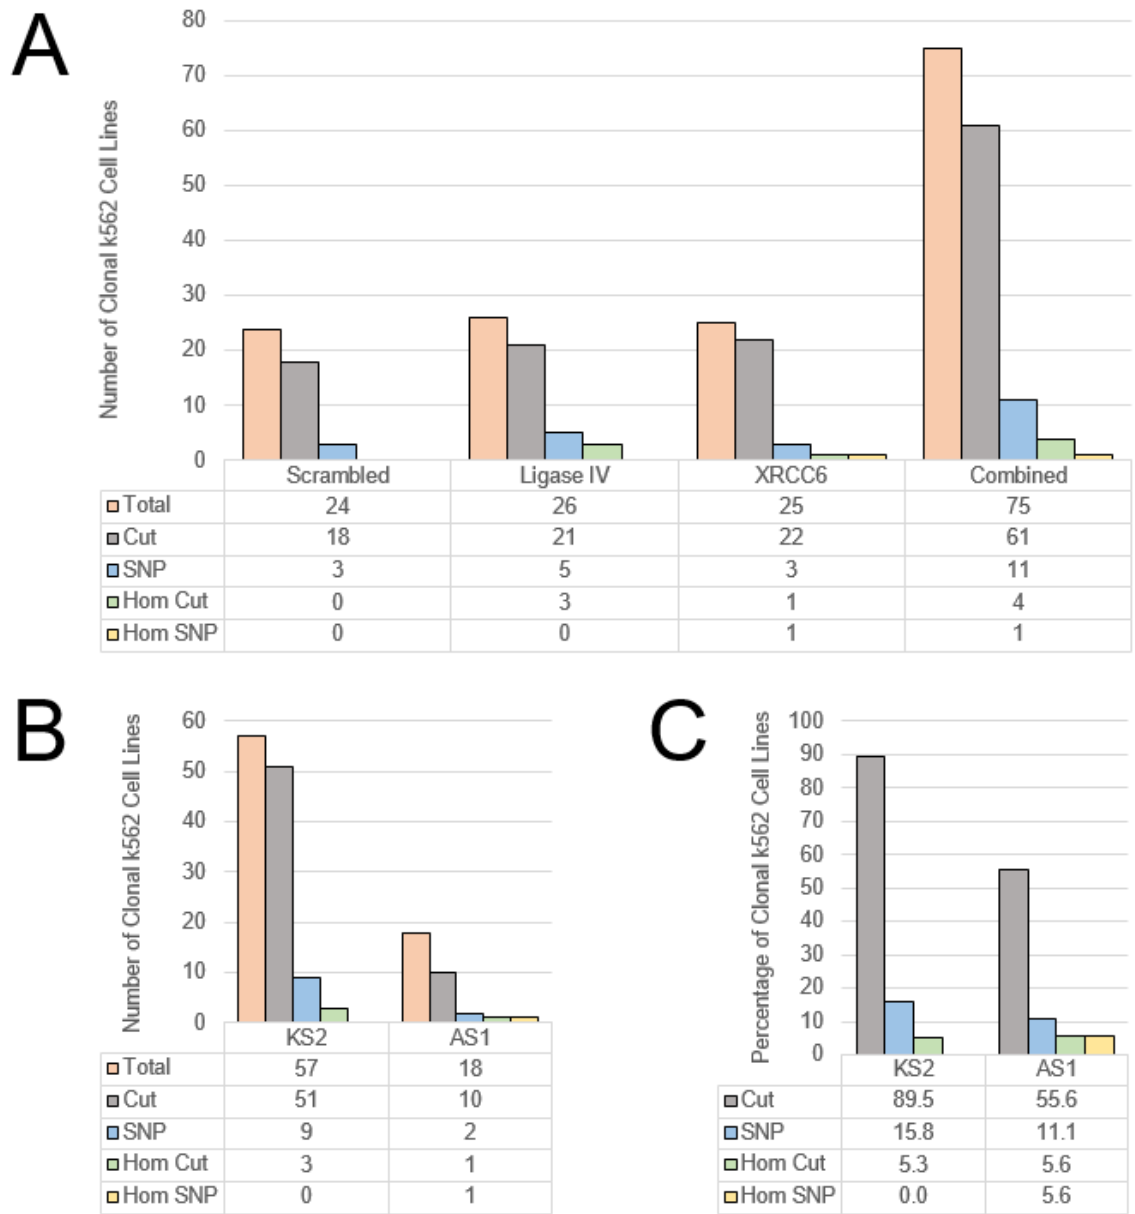 A
Number of Clonal k562 Cell Lines
80
70
60
50
40
30
20
10
0
Scrambled Ligase IV XRCC6 Combined
Total 24 26 25 75
Cut 18 21 22 61
SNP 3 5 3 11
Hom Cut 0 3 1 4
Hom SNP 0 0 1 1
B
Number of Clonal k562 Cell Lines
60
50
40
30
20
10
0
KS2 AS1
Total 57 18
Cut 51 10
SNP 9 2
Hom Cut 3 1
Hom SNP 0 1
C
Percentage of Clonal k562 Cell Lines
100
90
80
70
60
50
40
30
20
10
0
KS2 AS1
Cut 89.5 55.6
SNP 15.8 11.1
Hom Cut 5.3 5.6
Hom SNP 0.0 5.6